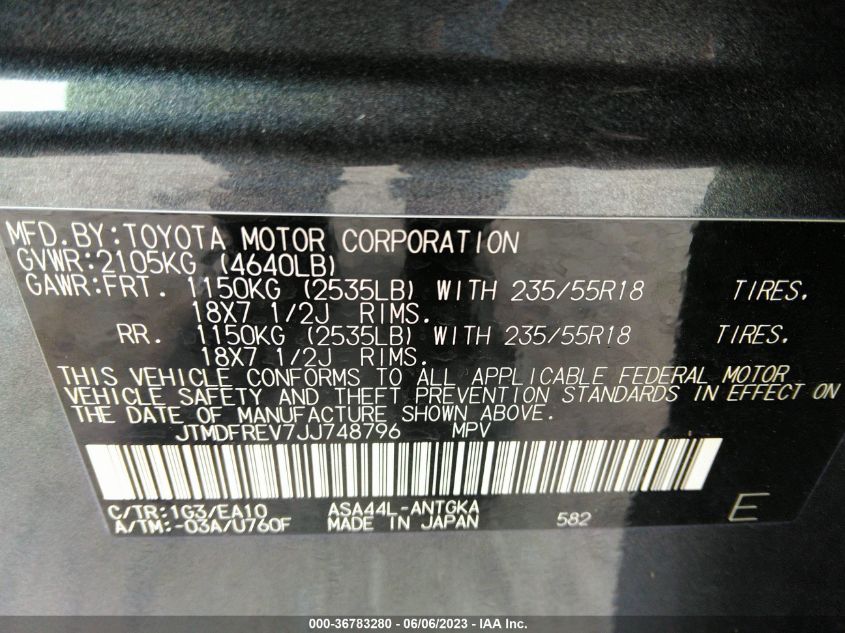 MFD.BY:TOYOTA MOTOR CORPORATION
GVWR:2105KG (4640LB)
GAWR:FRT. 1150KG (2535LB) WITH 235/55R18 TIRES,
18X7 1/2J RIMS.
RR. 1150KG (2535LB) WITH 235/55R18 TIRES.
18X7 1/2J RIMS.
THIS VEHICLE CONFORMS TO ALL APPLICABLE FEDERAL MOTOR
VEHICLE SAFETY AND THEFT PREVENTION STANDARDS IN EFFECT ON
THE DATE OF MANUFACTURE SHOWN ABOVE.
JTMDFREV7JJ748796 MPV
C/TR:1G3/EA10 ASA44L-ANTGKA
A/TM:-03A/U760F MADE IN JAPAN 582 E
000-36783280 - 06/06/2023 - IAA Inc.